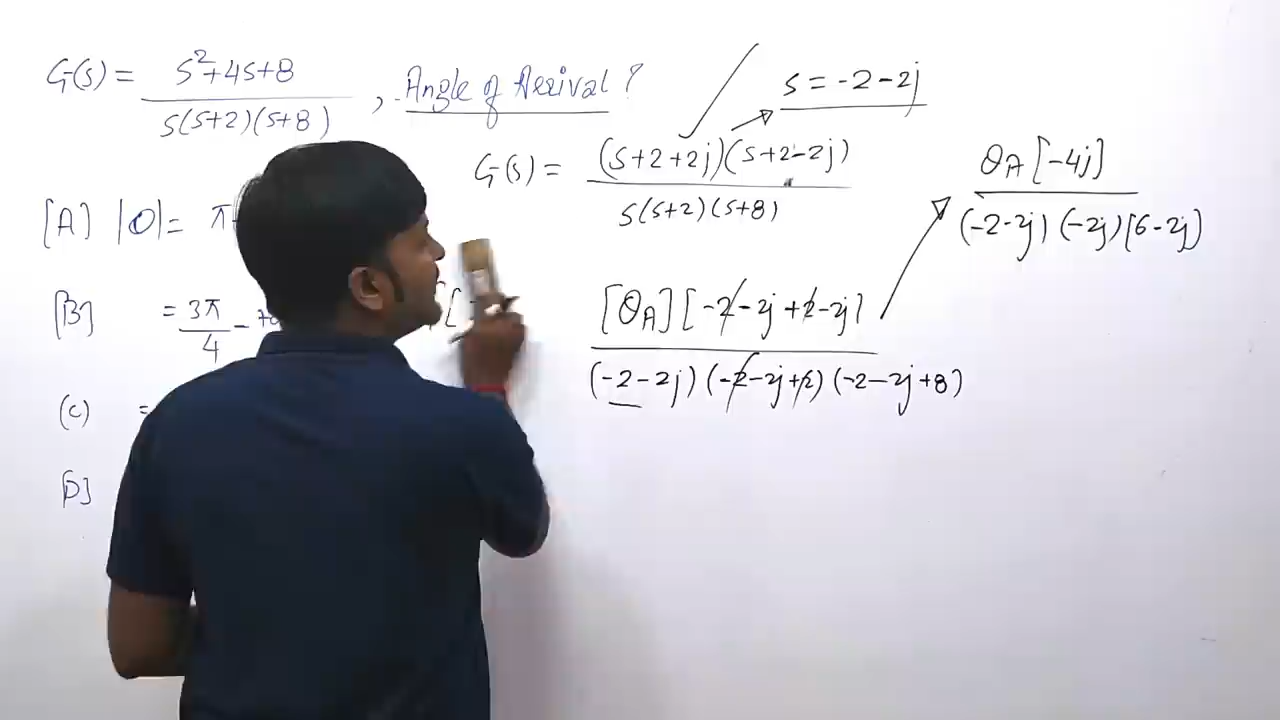 G(s) = s²+4s+8 / s(s+2)(s+8) , Angle of Arrival ?
s = -2-2j
G(s) = (s+2+2j)(s+2-2j) / s(s+2)(s+8)
θA[-4j] / (-2-2j)(-2j)[6-2j]
[A] |θ| = π
[B] = 3π/4 -
[θA][-2-2j+2-2j] / (-2-2j)(-2-2j+2)(-2-2j+8)
(c) =
[D]